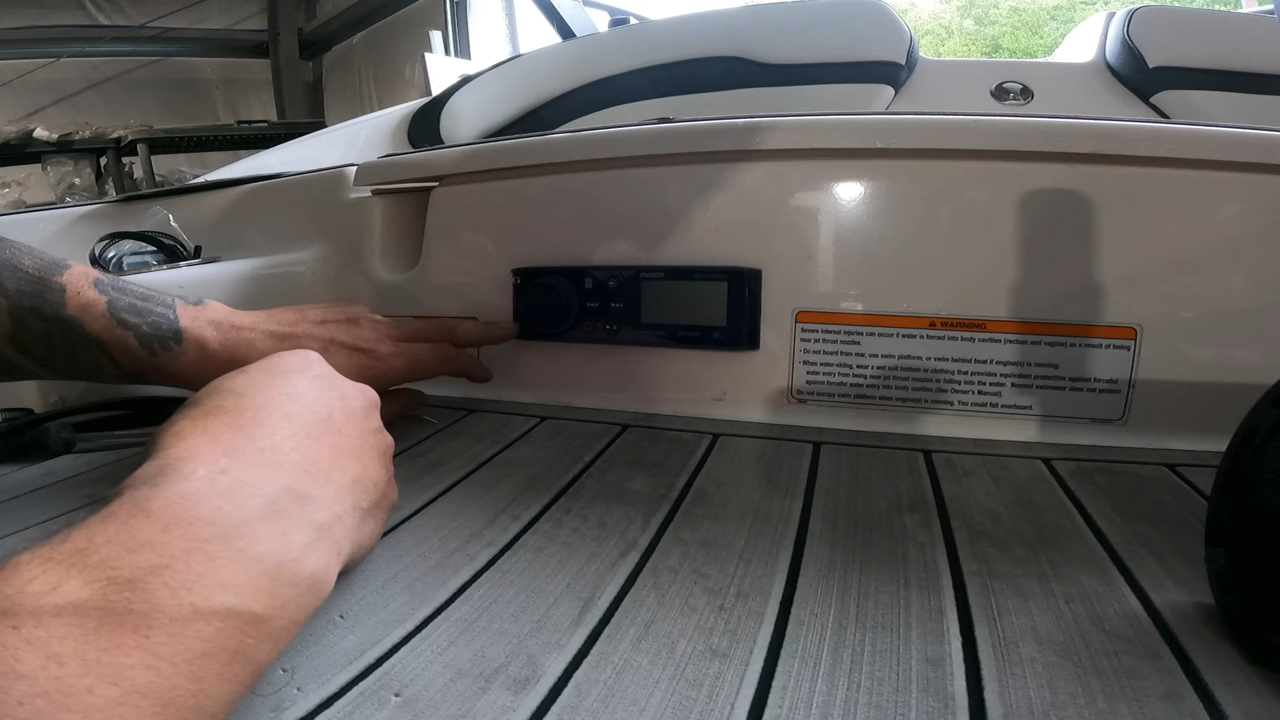 FUSION
WARNING
Severe internal injuries can occur if water is forced into body cavities (rectum and vagina) as a result of being
near jet thrust nozzles.
• Do not board from rear, use swim platform, or swim behind boat if engine(s) is running.
• When water-skiing, wear a wet suit bottom or clothing that provides equivalent protection against forceful
water entry from being near jet thrust nozzles or falling into the water. Normal swimwear does not protect
against forceful water entry into body cavities (See Owner's Manual).
Do not occupy swim platform when engine(s) is running. You could fall overboard.